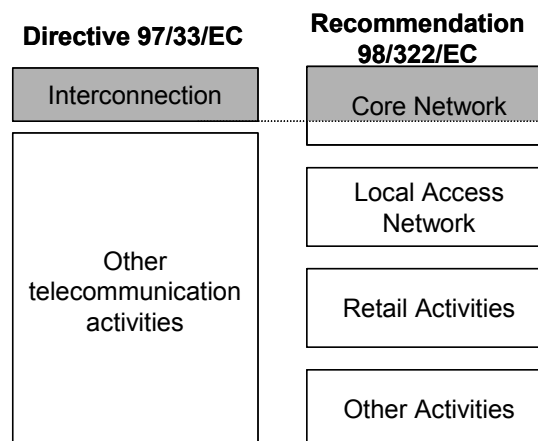 Directive 97/33/EC
Interconnection
Other
telecommunication
activities
Recommendation
98/322/EC
Core Network
Local Access
Network
Retail Activities
Other Activities